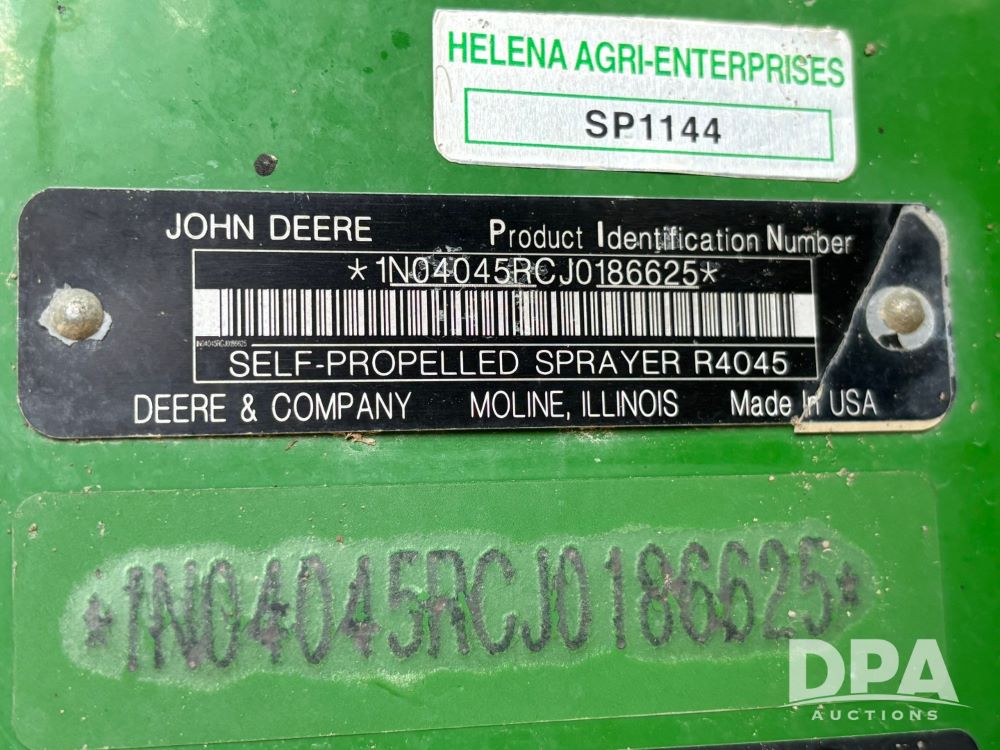 HELENA AGRI-ENTERPRISES
SP1144
JOHN DEERE Product Identification Number
*1N04045RCJ0186625*
1N04045RCJ0186625
SELF-PROPELLED SPRAYER R4045
DEERE & COMPANY MOLINE, ILLINOIS Made In USA
*1N04045RCJ0186625*
DPA
AUCTIONS